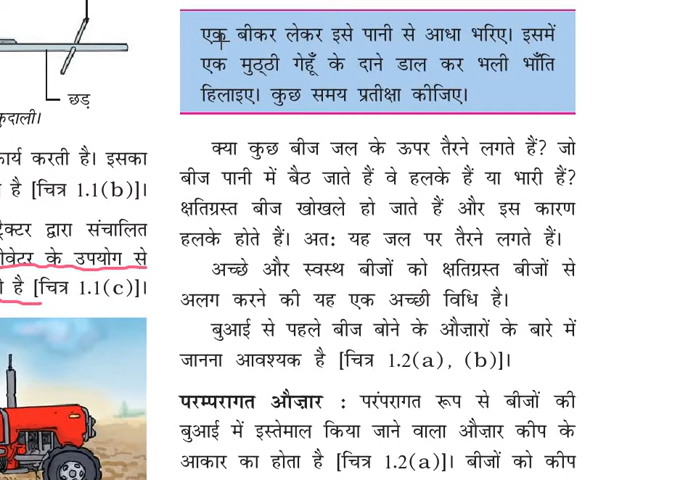 छड़
कुदाली।
कार्य करती है। इसका
है [चित्र 1.1(b)]।
ट्रैक्टर द्वारा संचालित
के उपयोग से
है [चित्र 1.1(c)]।
एक बीकर लेकर इसे पानी से आधा भरिए। इसमें
एक मुठ्ठी गेहूँ के दाने डाल कर भली भाँति
हिलाइए। कुछ समय प्रतीक्षा कीजिए।
क्या कुछ बीज जल के ऊपर तैरने लगते हैं? जो
बीज पानी में बैठ जाते हैं वे हलके हैं या भारी हैं?
क्षतिग्रस्त बीज खोखले हो जाते हैं और इस कारण
हलके होते हैं। अत: यह जल पर तैरने लगते हैं।
अच्छे और स्वस्थ बीजों को क्षतिग्रस्त बीजों से
अलग करने की यह एक अच्छी विधि है।
बुआई से पहले बीज बोने के औज़ारों के बारे में
जानना आवश्यक है [चित्र 1.2(a), (b)]।
परम्परागत औज़ार : परंपरागत रूप से बीजों की
बुआई में इस्तेमाल किया जाने वाला औज़ार कीप के
आकार का होता है [चित्र 1.2(a)]। बीजों को कीप